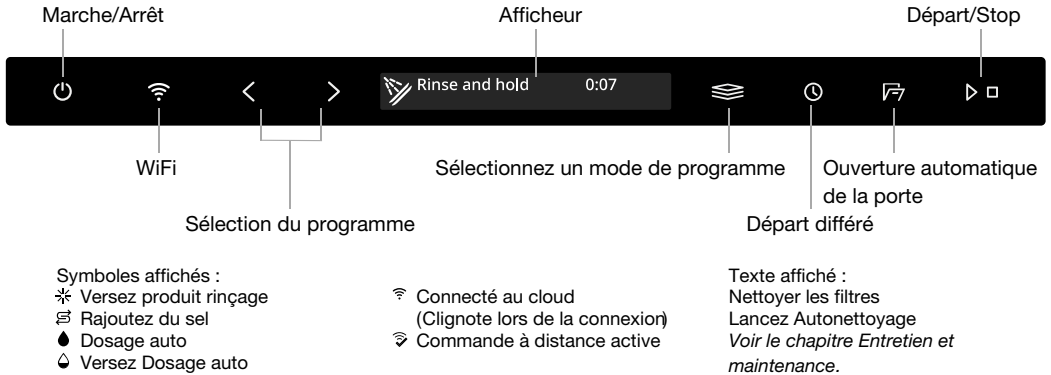 Marche/Arrêt
Afficheur
Départ/Stop
Rinse and hold 0:07
WiFi
Sélectionnez un mode de programme
Ouverture automatique
de la porte
Sélection du programme
Départ différé
Symboles affichés :
Versez produit rinçage
Rajoutez du sel
Dosage auto
Versez Dosage auto
Connecté au cloud
(Clignote lors de la connexion)
Commande à distance active
Texte affiché :
Nettoyer les filtres
Lancez Autonettoyage
Voir le chapitre Entretien et
maintenance.